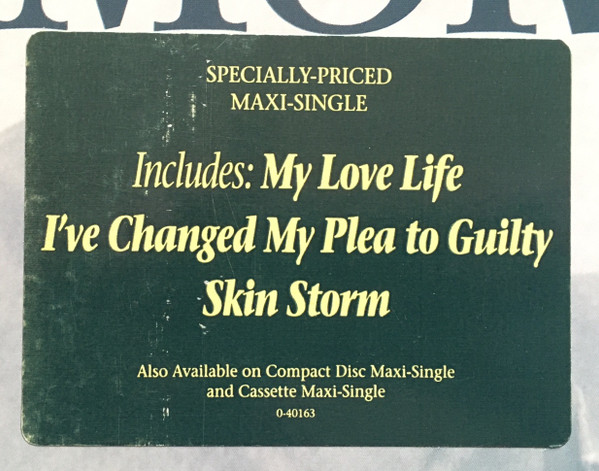 SPECIALLY-PRICED
MAXI-SINGLE
Includes: My Love Life
I've Changed My Plea to Guilty
Skin Storm
Also Available on Compact Disc Maxi-Single
and Cassette Maxi-Single
0-40163